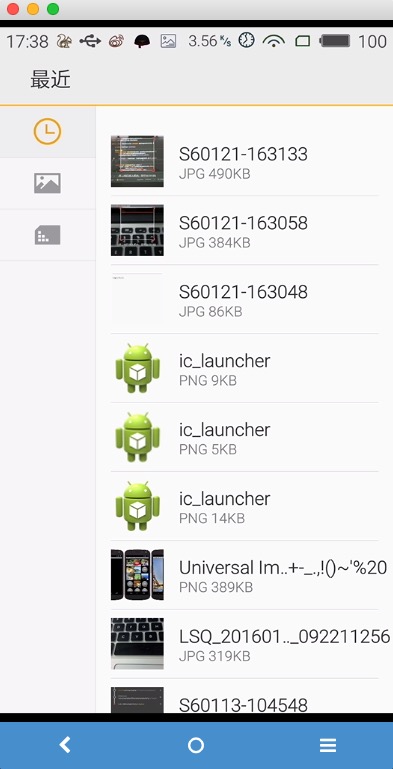 17:38 3.56 K/s 100
最近
S60121-163133
JPG 490KB
S60121-163058
JPG 384KB
S60121-163048
JPG 86KB
ic_launcher
PNG 9KB
ic_launcher
PNG 5KB
ic_launcher
PNG 14KB
Universal Im..+-_.,!()~'%20
PNG 389KB
LSQ_201601.._092211256
JPG 319KB
S60113-104548